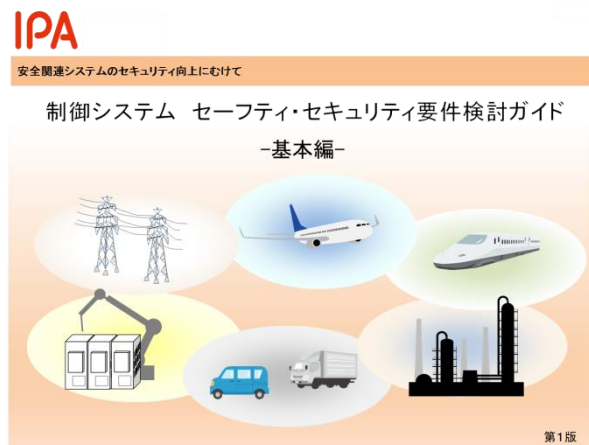 IPA
安全関連システムのセキュリティ向上にむけて
制御システム セーフティ・セキュリティ要件検討ガイド
-基本編-
第1版